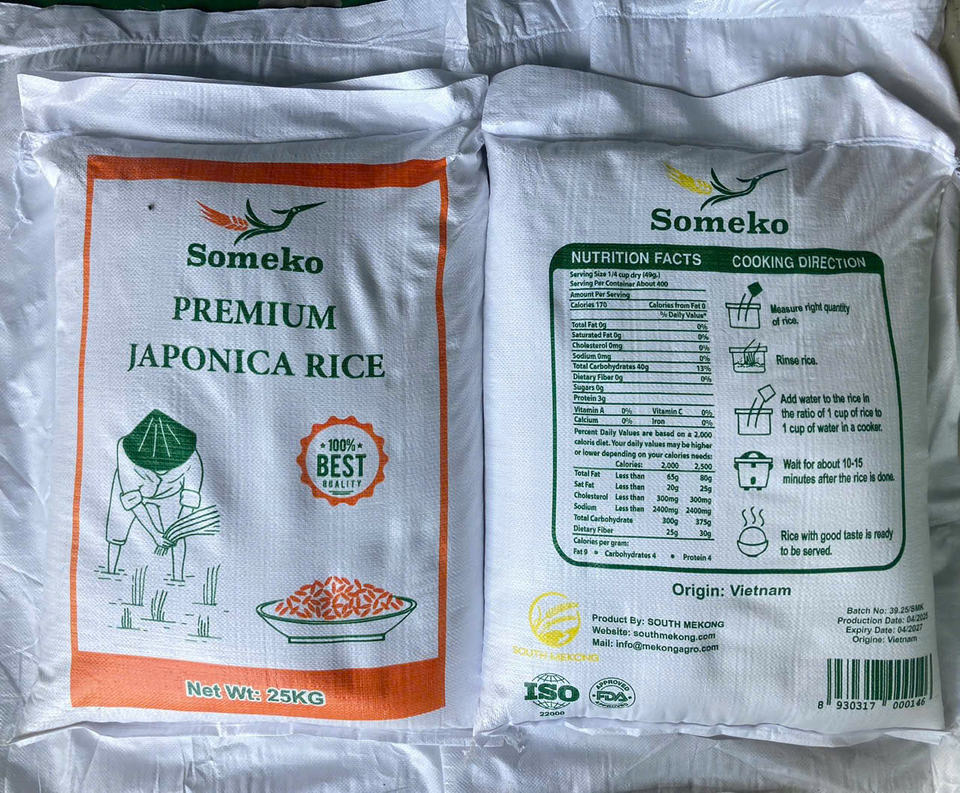 Someko
PREMIUM
JAPONICA RICE
100%
BEST
QUALITY
Net Wt: 25KG
Someko
NUTRITION FACTS
Serving Size 1/4 cup dry (49g.)
Serving Per Container About 400
Amount Per Serving
Calories 170 Calories from Fat 0
% Daily Value*
Total Fat 0g 0%
Saturated Fat 0g 0%
Cholesterol 0mg 0%
Sodium 0mg 0%
Total Carbohydrates 40g 13%
Dietary Fiber 0g 0%
Sugars 0g
Protein 3g
Vitamin A 0% Vitamin C 0%
Calcium 0% Iron 0%
Percent Daily Values are based on a 2,000
caloris diet. Your daily values may be higher
or lower depending on your calories needs:
Calories: 2,000 2,500
Total Fat Less than 65g 80g
Sat Fat Less than 20g 25g
Cholesterol Less than 300mg 300mg
Sodium Less than 2400mg 2400mg
Total Carbohydrate 300g 375g
Dietary Fiber 25g 30g
Calories per gram:
Fat 9 • Carbohydrates 4 • Protein 4
COOKING DIRECTION
Measure right quantity
of rice.
Rinse rice.
Add water to the rice in
the ratio of 1 cup of rice to
1 cup of water in a cooker.
Wait for about 10-15
minutes after the rice is done.
Rice with good taste is ready
to be served.
Origin: Vietnam
SOUTH MEKONG
Product By: SOUTH MEKONG
Website: southmekong.com
Mail: info@mekongagro.com
Batch No: 39.25/SMK
Production Date: 04/2025
Expiry Date: 04/2027
Origine: Vietnam
ISO
22000
APPROVED
FDA
8 930317 000146